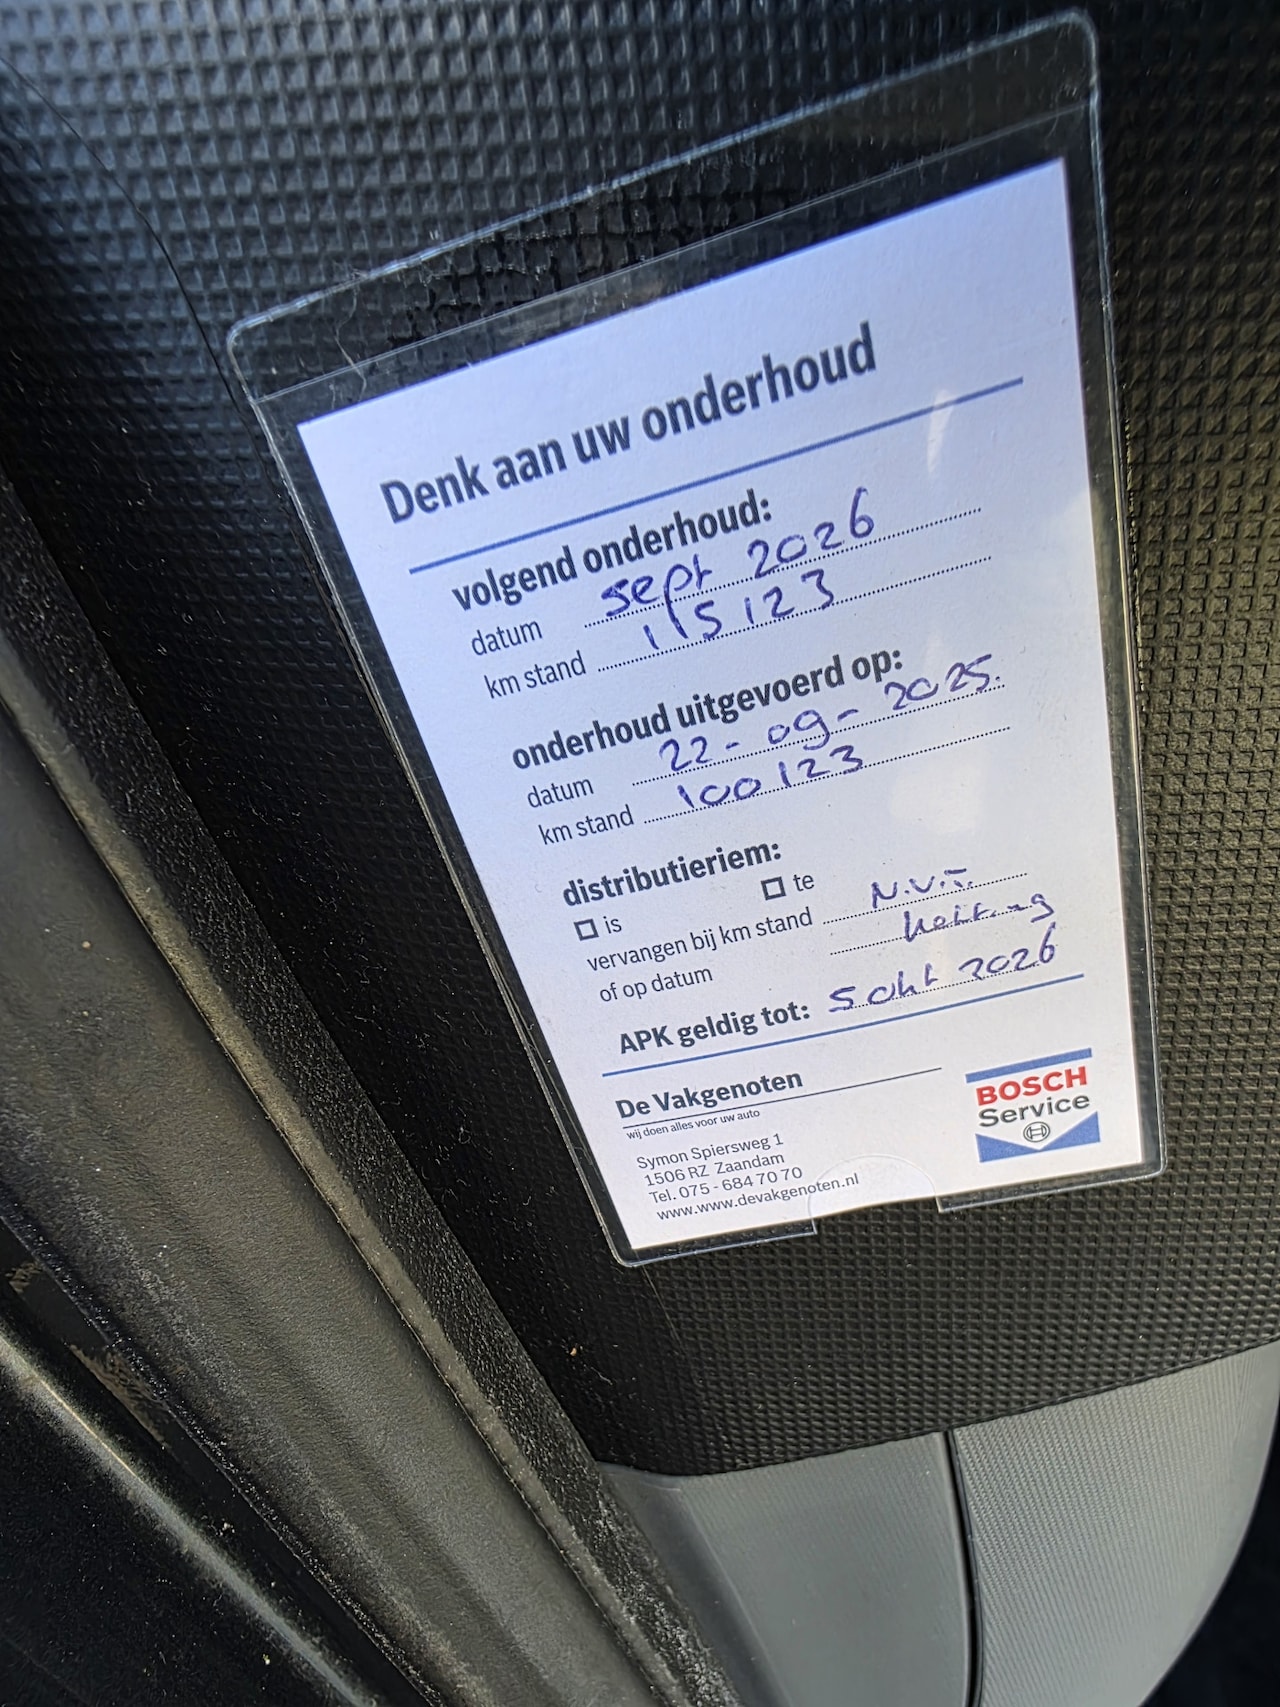 Denk aan uw onderhoud
volgend onderhoud:
datum sept 2026
km stand 115123
onderhoud uitgevoerd op:
datum 22-09-2025.
km stand 100123
distributieriem:
is te
vervangen bij km stand N.V.T.
of op datum ketting
APK geldig tot: 5 okt 2026
De Vakgenoten
wij doen alles voor uw auto
Symon Spiersweg 1
1506 RZ Zaandam
Tel. 075 - 684 70 70
www.www.devakgenoten.nl
BOSCH
Service